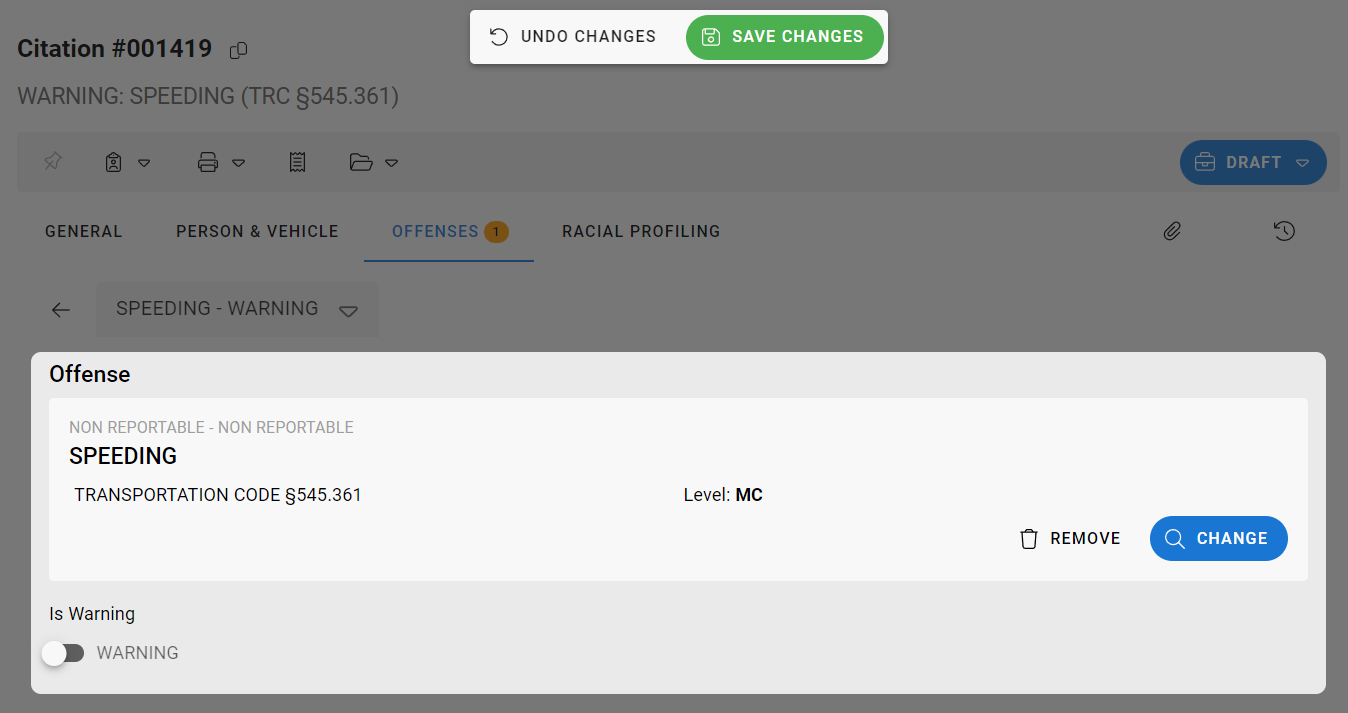 UNDO CHANGES
SAVE CHANGES
Citation #001419
WARNING: SPEEDING (TRC §545.361)
DRAFT
GENERAL
PERSON & VEHICLE
OFFENSES 1
RACIAL PROFILING
SPEEDING - WARNING
Offense
NON REPORTABLE - NON REPORTABLE
SPEEDING
TRANSPORTATION CODE §545.361
Level: MC
REMOVE
CHANGE
Is Warning
WARNING